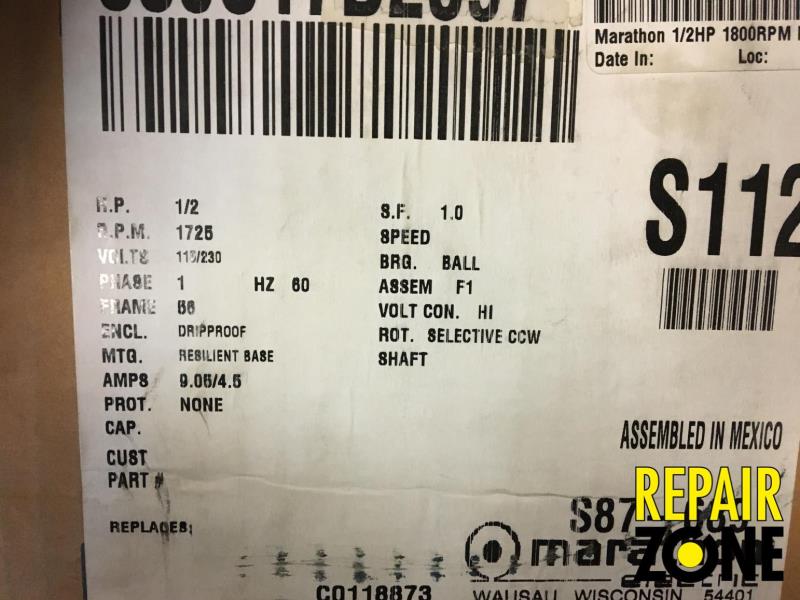 Marathon 1/2HP 1800RPM
Date In: Loc:
S112
H.P. 1/2
R.P.M. 1725
VOLTS 115/230
PHASE 1 HZ 60
FRAME 56
ENCL. DRIPPROOF
MTG. RESILIENT BASE
AMPS 9.05/4.5
PROT. NONE
CAP.
CUST
PART #
REPLACES:
S.F. 1.0
SPEED
BRG. BALL
ASSEM F1
VOLT CON. HI
ROT. SELECTIVE CCW
SHAFT
ASSEMBLED IN MEXICO
REPAIR
ZONE
C0118873
WAUSAU, WISCONSIN 54401